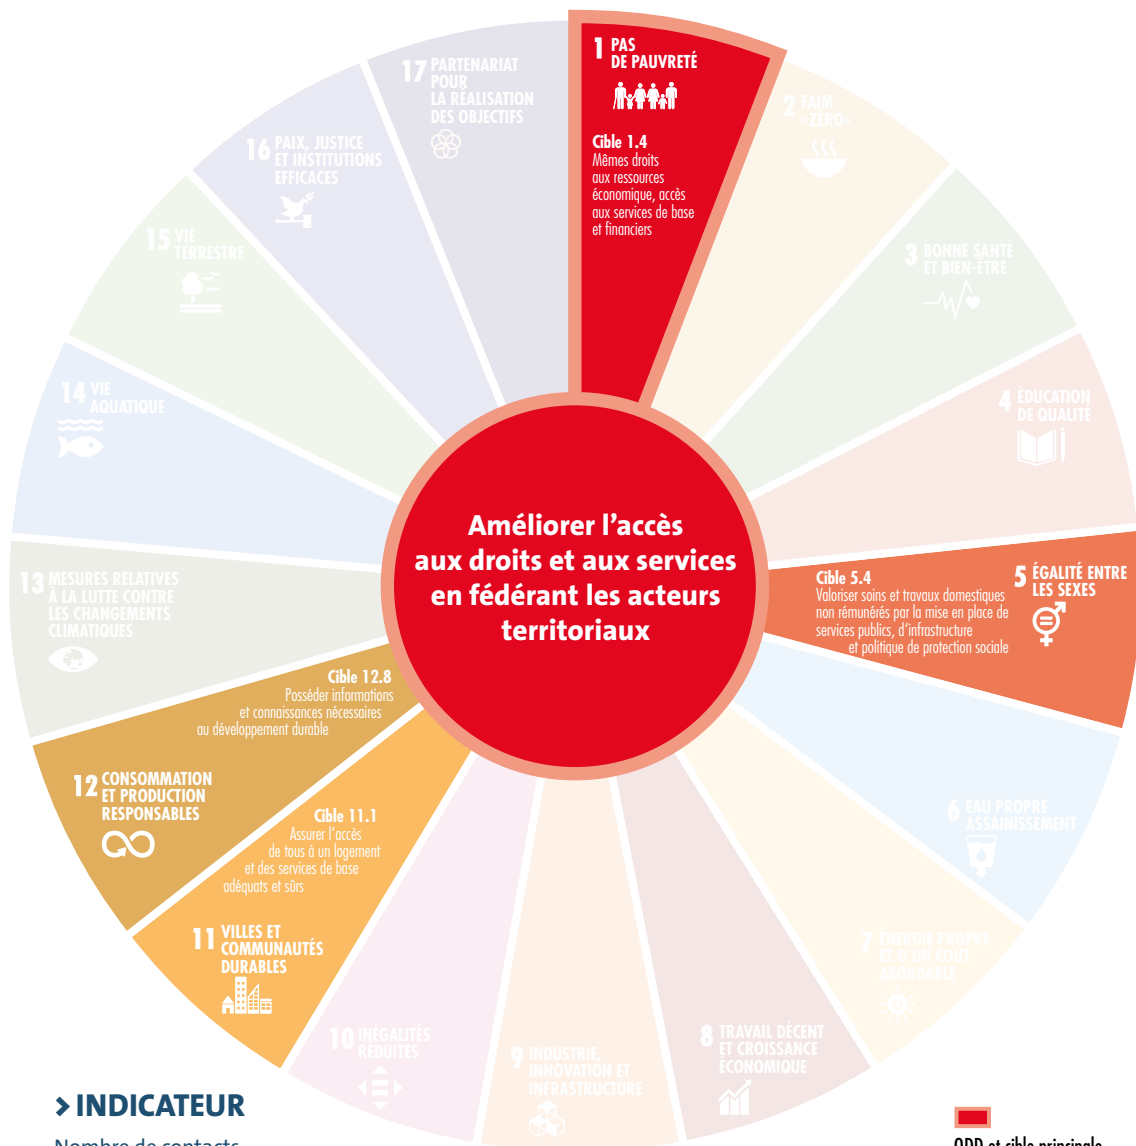 1 PAS
DE PAUVRETÉ
Cible 1.4
Mêmes droits
aux ressources
économique, accès
aux services de base
et financiers
2 FAIM
«ZÉRO»
3 BONNE SANTÉ
ET BIEN-ÊTRE
4 ÉDUCATION
DE QUALITÉ
5 ÉGALITÉ ENTRE
LES SEXES
Cible 5.4
Valoriser soins et travaux domestiques
non rémunérés par la mise en place de
services publics, d’infrastructure
et politique de protection sociale
6 EAU PROPRE
ASSAINISSEMENT
7 ÉNERGIE PROPRE
ET D’UN COÛT
ABORDABLE
8 TRAVAIL DÉCENT
ET CROISSANCE
ÉCONOMIQUE
9 INDUSTRIE,
INNOVATION ET
INFRASTRUCTURE
10 INÉGALITÉS
RÉDUITES
11 VILLES ET
COMMUNAUTÉS
DURABLES
Cible 11.1
Assurer l’accès
de tous à un logement
et des services de base
adéquats et sûrs
12 CONSOMMATION
ET PRODUCTION
RESPONSABLES
Cible 12.8
Posséder informations
et connaissances nécessaires
au développement durable
13 MESURES RELATIVES
À LA LUTTE CONTRE
LES CHANGEMENTS
CLIMATIQUES
14 VIE
AQUATIQUE
15 VIE
TERRESTRE
16 PAIX, JUSTICE
ET INSTITUTIONS
EFFICACES
17 PARTENARIAT
POUR
LA RÉALISATION
DES OBJECTIFS
Améliorer l’accès
aux droits et aux services
en fédérant les acteurs
territoriaux
> INDICATEUR
Nombre de contacts
ODD et cible principale